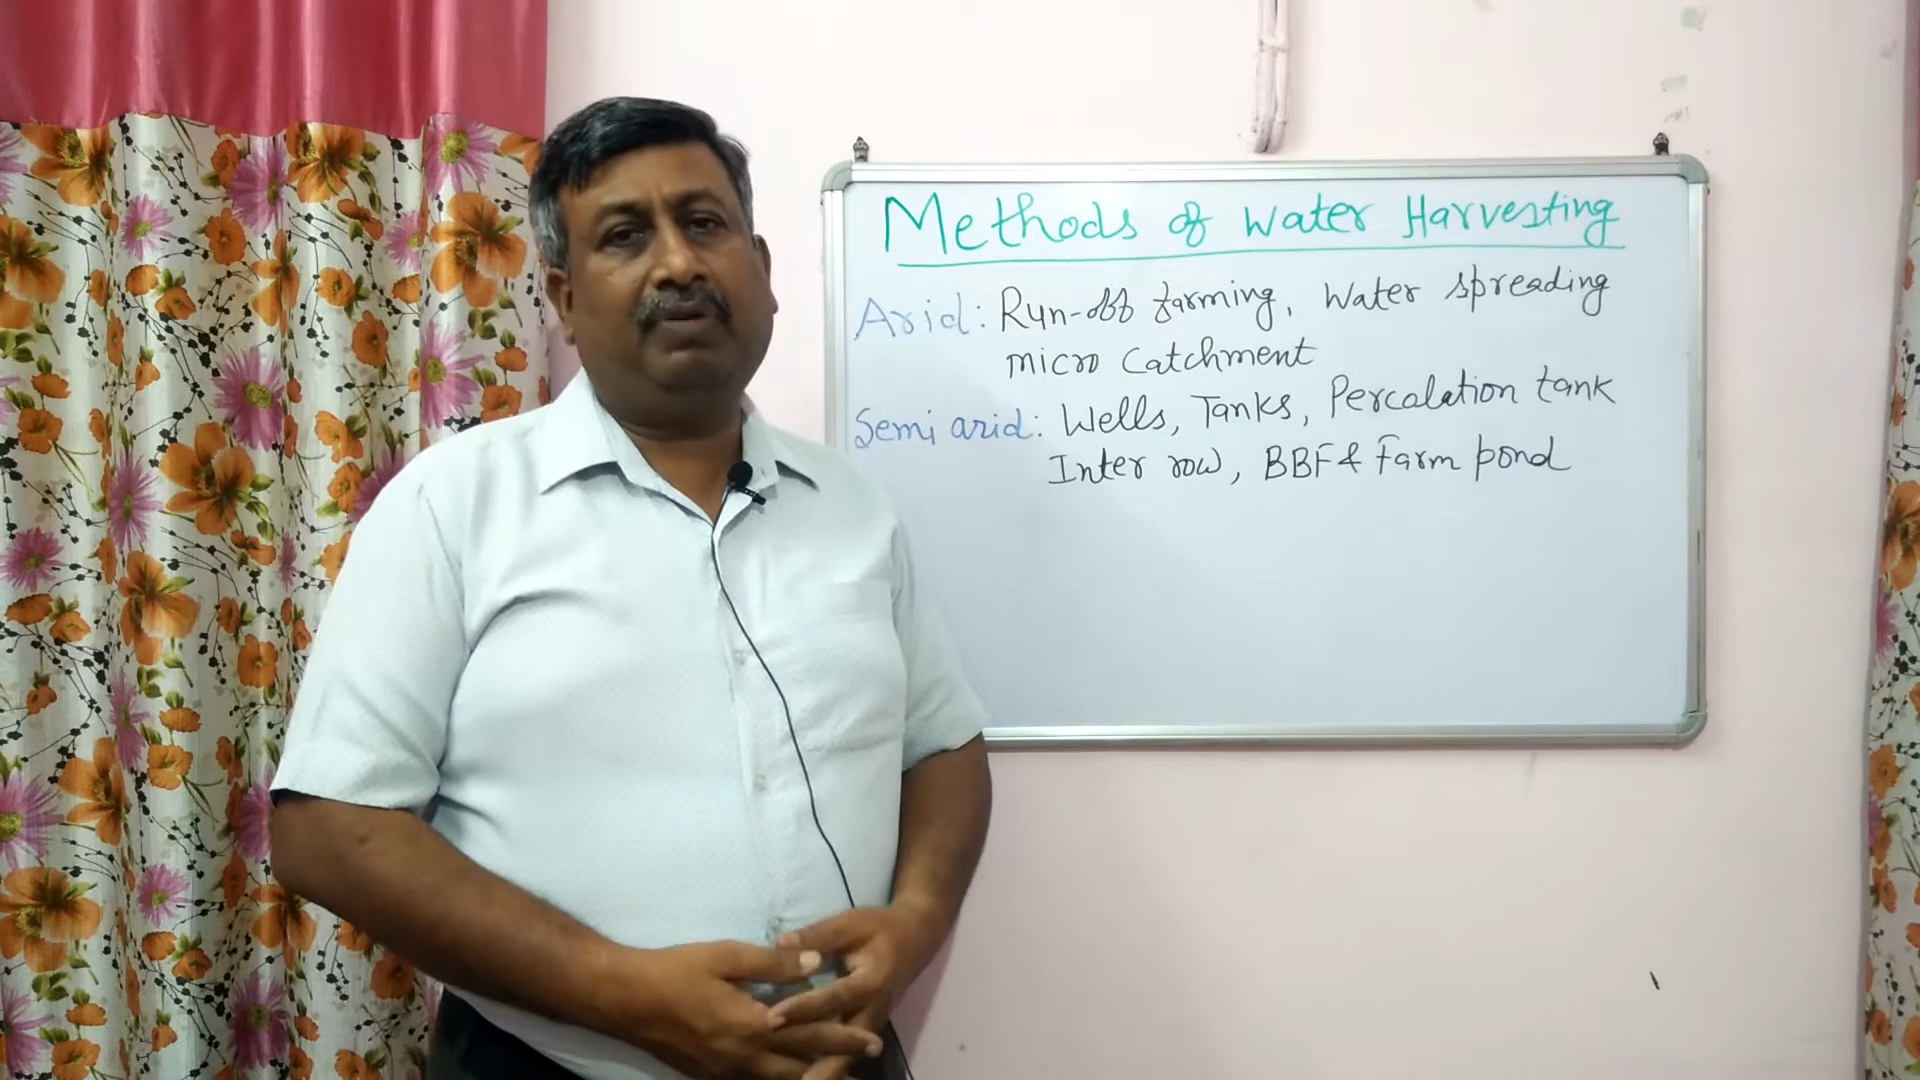 Methods of Water Harvesting
Arid: Run-off farming, Water spreading
micro Catchment
Semi arid: Wells, Tanks, Percalation tank
Inter row, BBF & Farm pond